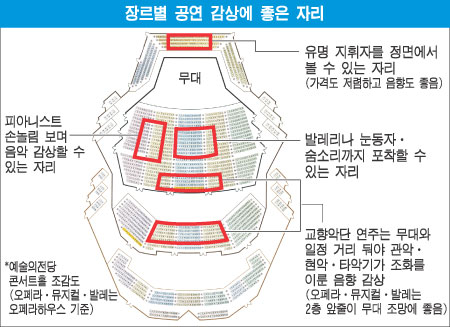 장르별 공연 감상에 좋은 자리
유명 지휘자를 정면에서
볼 수 있는 자리
(가격도 저렴하고 음향도 좋음)
무대
피아니스트
손놀림 보며
음악 감상할 수
있는 자리
발레리나 눈동자·
숨소리까지 포착할 수
있는 자리
교향악단 연주는 무대와
일정 거리 둬야 관악·
현악·타악기가 조화를
이룬 음향 감상
(오페라·뮤지컬·발레는
2층 앞줄이 무대 조망에 좋음)
*예술의전당
콘서트홀 조감도
(오페라·뮤지컬·발레는
오페라하우스 기준)